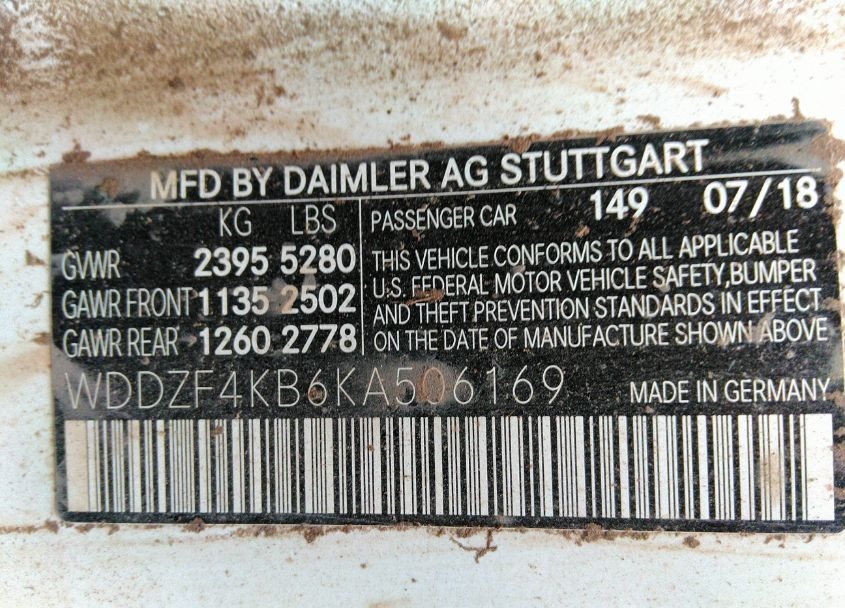 MFD BY DAIMLER AG STUTTGART
KG LBS
GVWR 2395 5280
GAWR FRONT 1135 2502
GAWR REAR 1260 2778
PASSENGER CAR 149 07/18
THIS VEHICLE CONFORMS TO ALL APPLICABLE
U.S. FEDERAL MOTOR VEHICLE SAFETY,BUMPER
AND THEFT PREVENTION STANDARDS IN EFFECT
ON THE DATE OF MANUFACTURE SHOWN ABOVE
WDDZF4KB6KA506169 MADE IN GERMANY